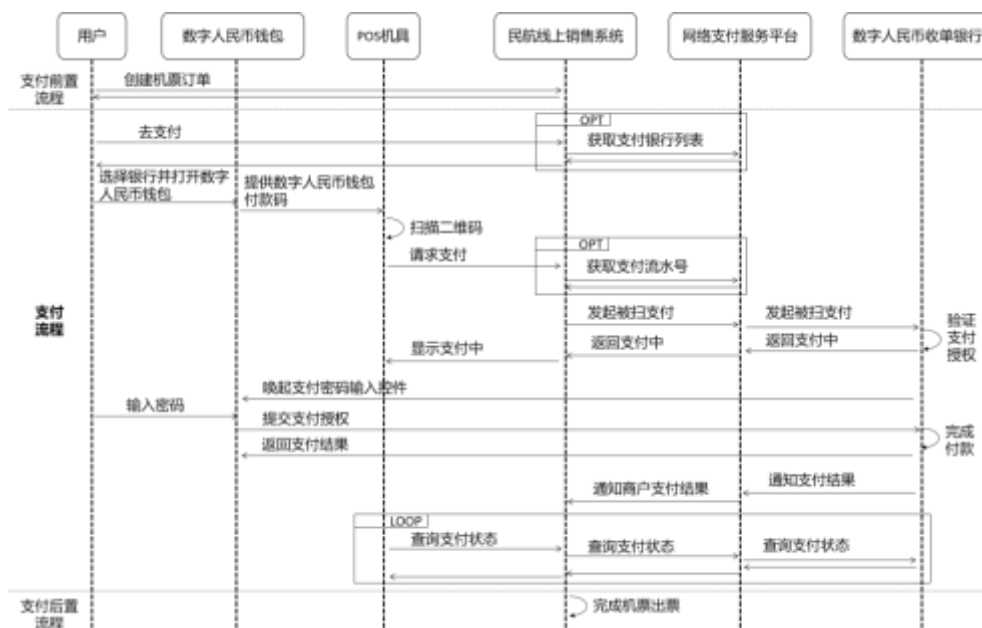 用户
数字人民币钱包
POS机具
民航线上销售系统
网络支付服务平台
数字人民币收单银行
支付前置
流程
创建机票订单
OPT
去支付
获取支付银行列表
选择银行并打开数字
人民币钱包
提供数字人民币钱包
付款码
扫描二维码
OPT
请求支付
获取支付流水号
支付
流程
发起被扫支付
发起被扫支付
验证
支付
授权
显示支付中
返回支付中
返回支付中
唤起支付密码输入控件
输入密码
提交支付授权
完成
付款
返回支付结果
通知商户支付结果
通知支付结果
LOOP
查询支付状态
查询支付状态
查询支付状态
支付后置
流程
完成机票出票